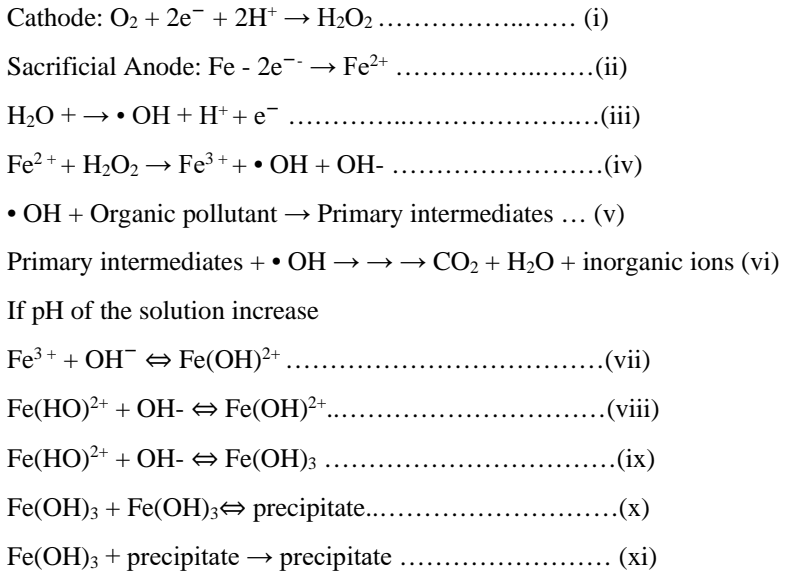 Cathode: O₂ + 2e⁻ + 2H⁺ → H₂O₂ ………………..…… (i)
Sacrificial Anode: Fe - 2e⁻⁻ → Fe²⁺ ………………..……(ii)
H₂O + → • OH + H⁺ + e⁻ …………..……………….…(iii)
Fe²⁺ + H₂O₂ → Fe³⁺ + • OH + OH- …………………(iv)
• OH + Organic pollutant → Primary intermediates … (v)
Primary intermediates + • OH → → → CO₂ + H₂O + inorganic ions (vi)
If pH of the solution increase
Fe³⁺ + OH⁻ ⇔ Fe(OH)²⁺ …………………………(vii)
Fe(HO)²⁺ + OH- ⇔ Fe(OH)²⁺..……………………(viii)
Fe(HO)²⁺ + OH- ⇔ Fe(OH)₃ ………………………(ix)
Fe(OH)₃ + Fe(OH)₃⇔ precipitate..…………………(x)
Fe(OH)₃ + precipitate → precipitate ………………… (xi)